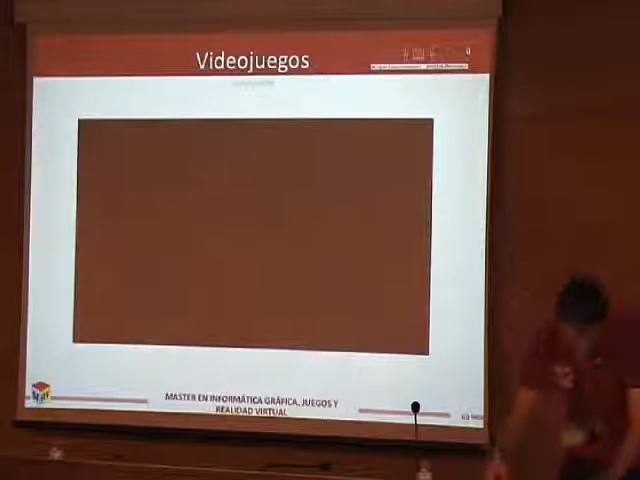 Videojuegos
MASTER EN INFORMÁTICA GRÁFICA, JUEGOS Y
REALIDAD VIRTUAL